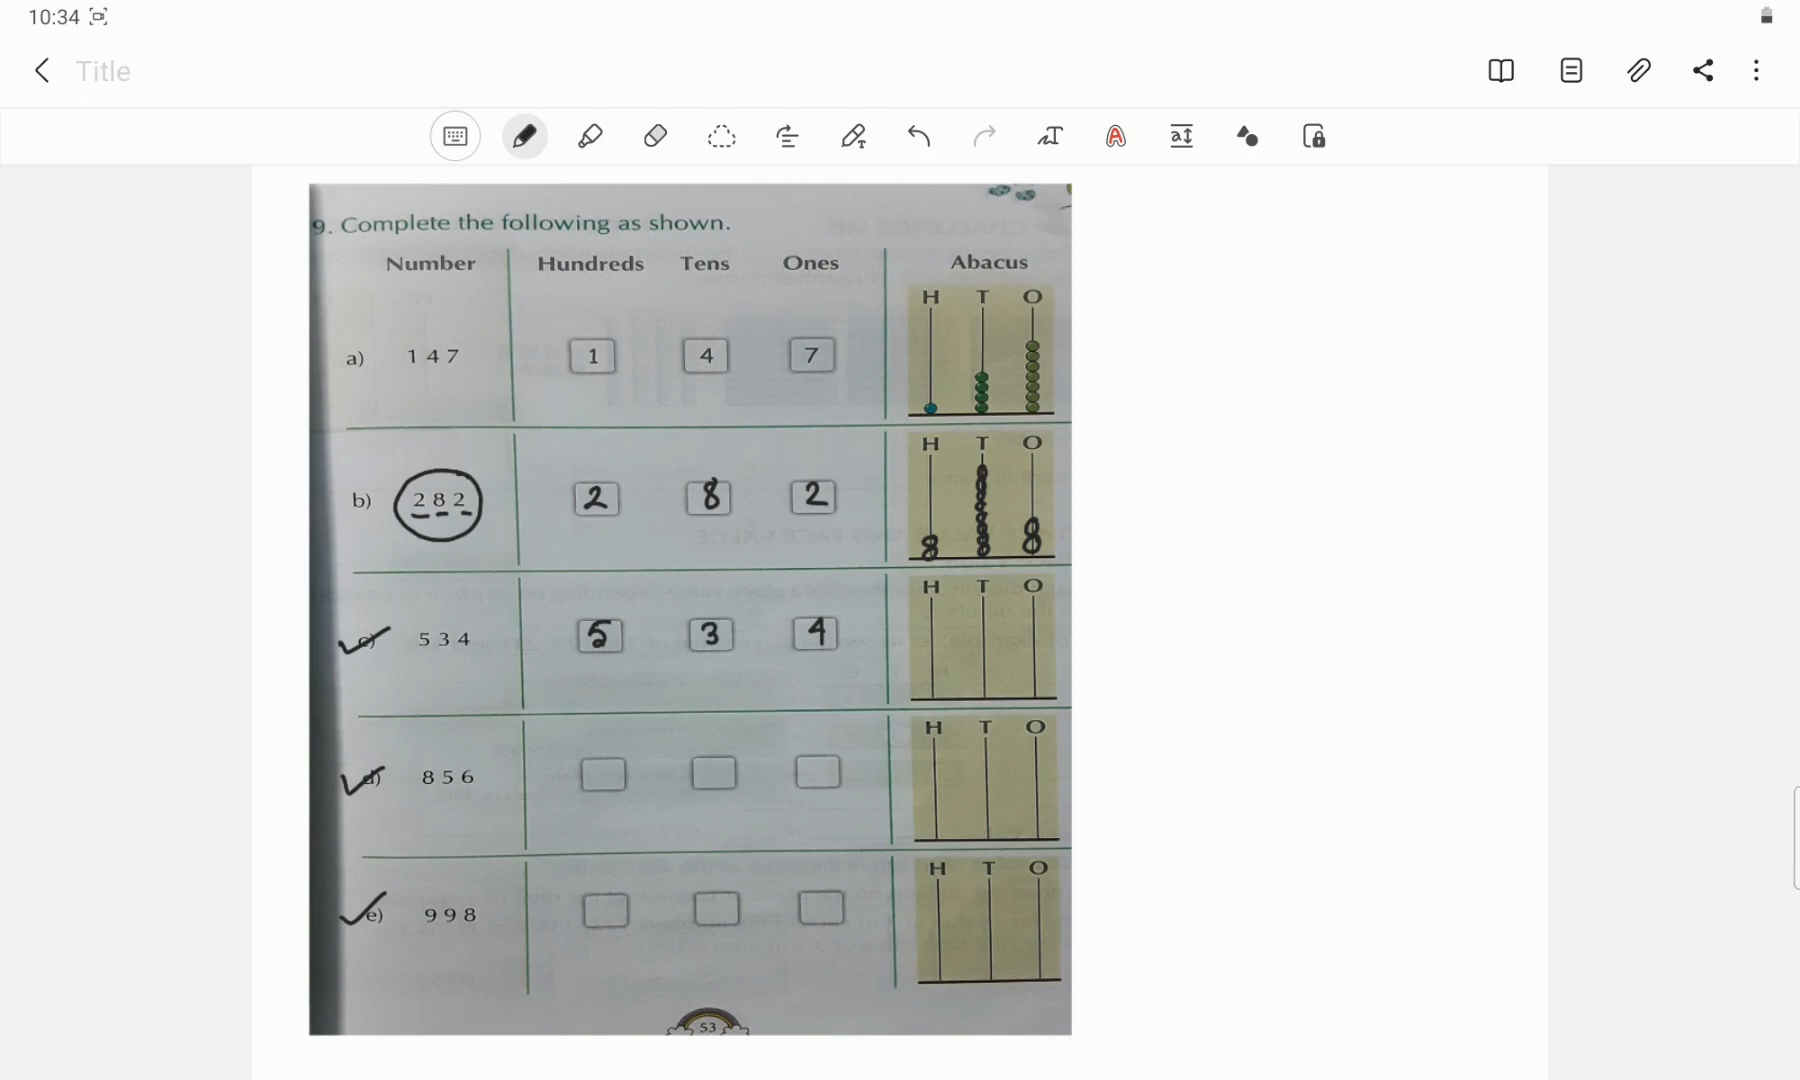 10:34
Title
9. Complete the following as shown.
Number Hundreds Tens Ones Abacus
H T O
a) 147 1 4 7
H T O
b) 282 2 8 2
H T O
c) 534 5 3 4
H T O
d) 856
H T O
e) 998
53